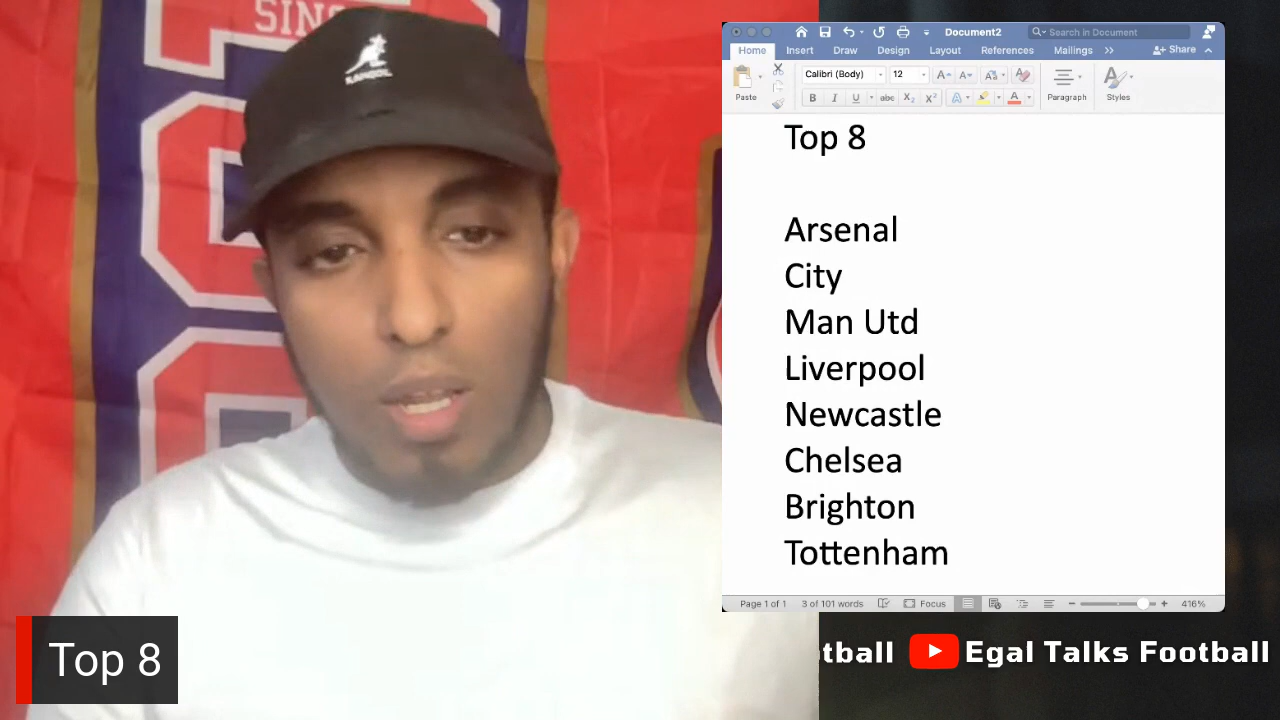 SINC
KANGOL
Document2
Search in Document
Home
Insert
Draw
Design
Layout
References
Mailings
Share
Paste
Calibri (Body)
12
Paragraph
Styles
Top 8
Arsenal
City
Man Utd
Liverpool
Newcastle
Chelsea
Brighton
Tottenham
Page 1 of 1
3 of 101 words
Focus
416%
Top 8
tball
Egal Talks Football